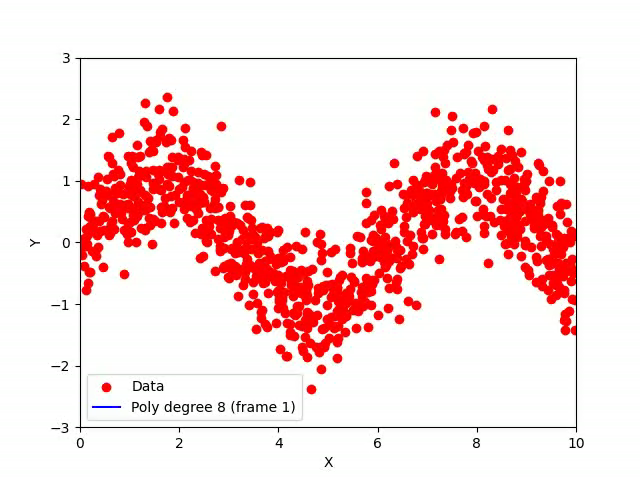 3
2
1
0
−1
−2
−3
Y
Data
Poly degree 8 (frame 1)
0 2 4 6 8 10
X